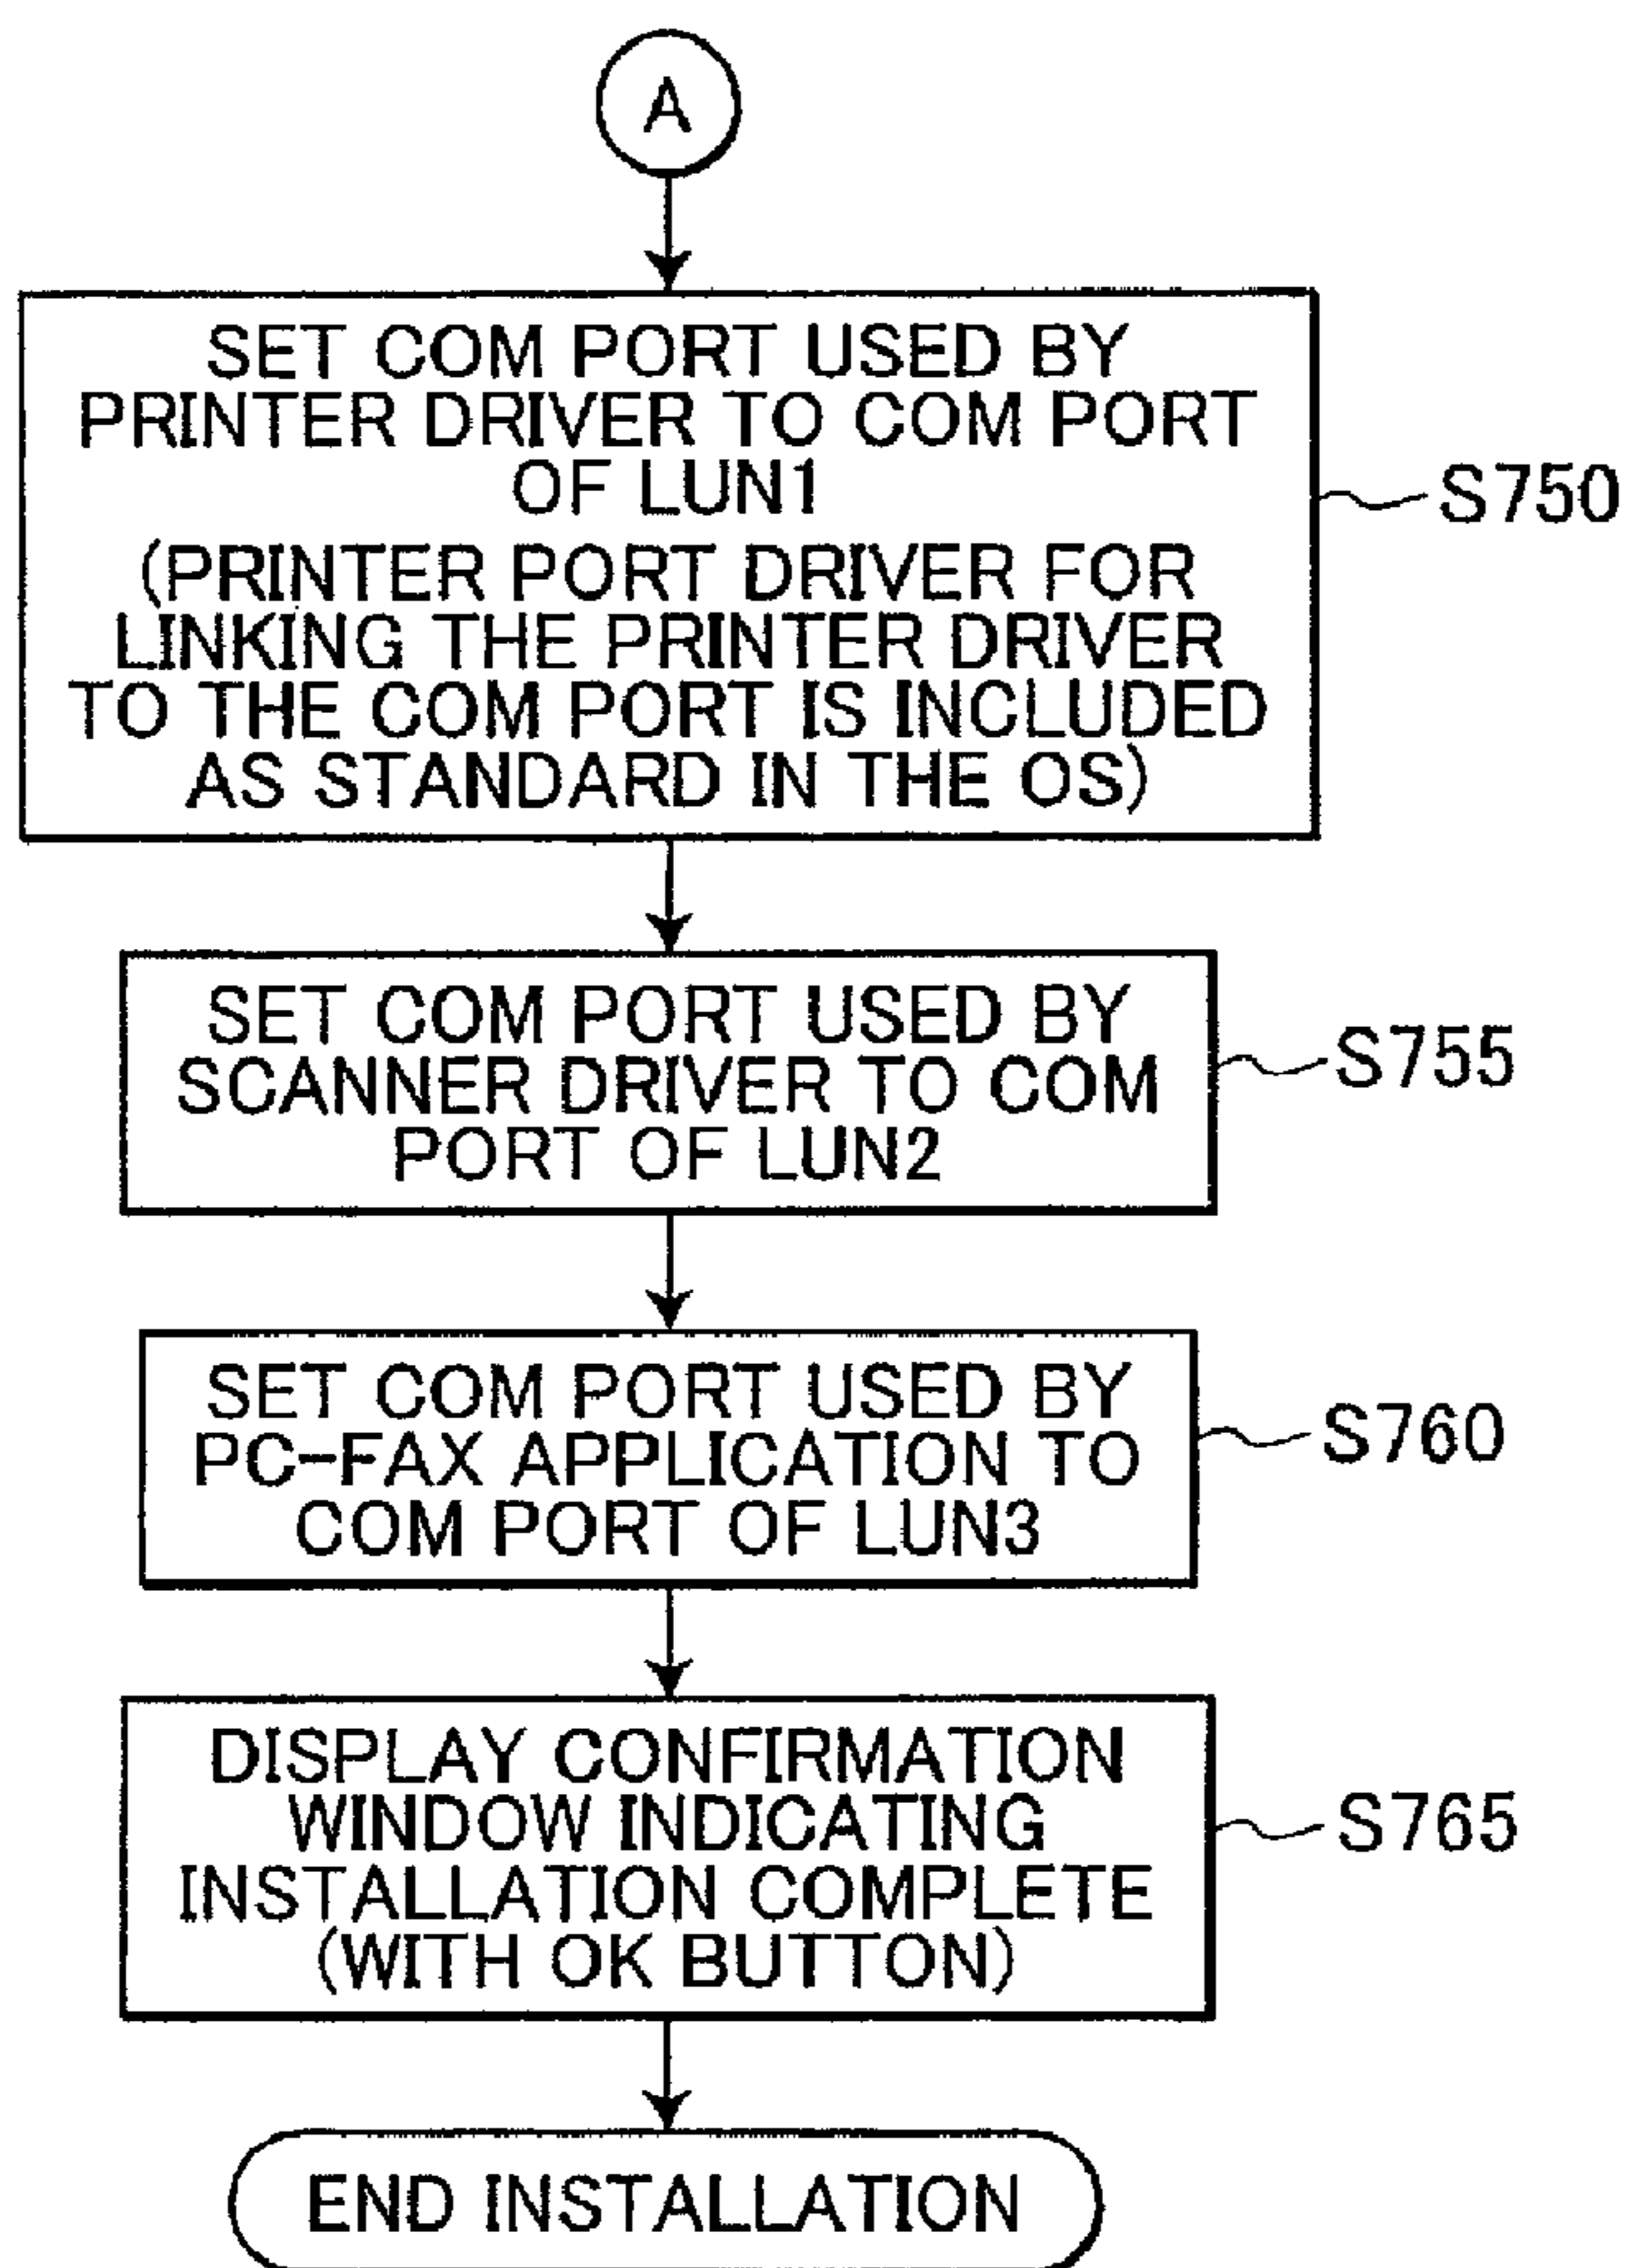 A
SET COM PORT USED BY
PRINTER DRIVER TO COM PORT
OF LUN1
(PRINTER PORT DRIVER FOR
LINKING THE PRINTER DRIVER
TO THE COM PORT IS INCLUDED
AS STANDARD IN THE OS)
S750
SET COM PORT USED BY
SCANNER DRIVER TO COM
PORT OF LUN2
S755
SET COM PORT USED BY
PC-FAX APPLICATION TO
COM PORT OF LUN3
S760
DISPLAY CONFIRMATION
WINDOW INDICATING
INSTALLATION COMPLETE
(WITH OK BUTTON)
S765
END INSTALLATION